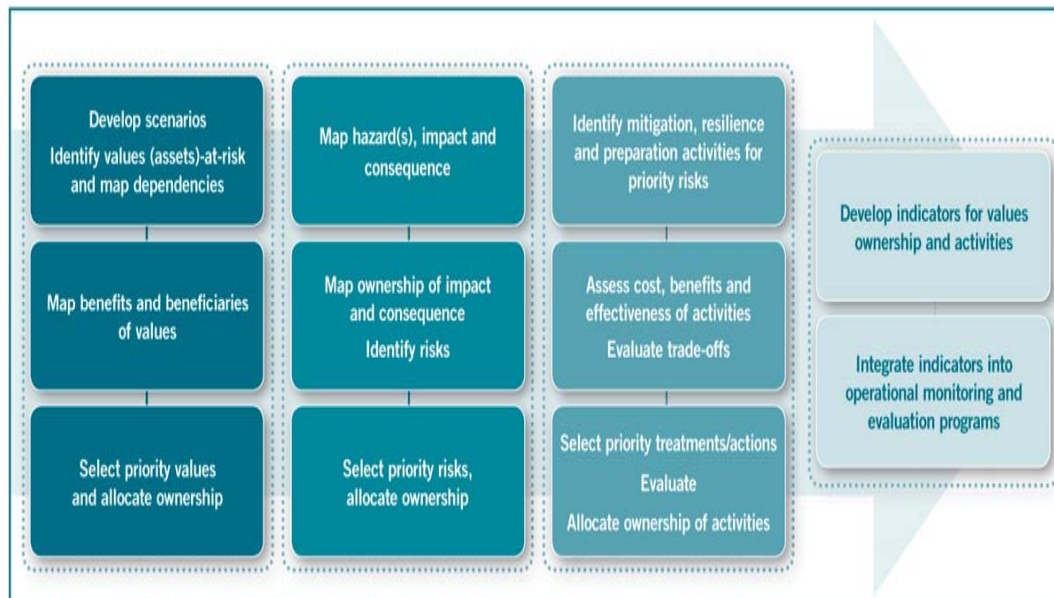 Develop scenarios
Identify values (assets)-at-risk
and map dependencies
Map benefits and beneficiaries
of values
Select priority values
and allocate ownership
Map hazard(s), impact and
consequence
Map ownership of impact
and consequence
Identify risks
Select priority risks,
allocate ownership
Identify mitigation, resilience
and preparation activities for
priority risks
Assess cost, benefits and
effectiveness of activities
Evaluate trade-offs
Select priority treatments/actions
Evaluate
Allocate ownership of activities
Develop indicators for values
ownership and activities
Integrate indicators into
operational monitoring and
evaluation programs